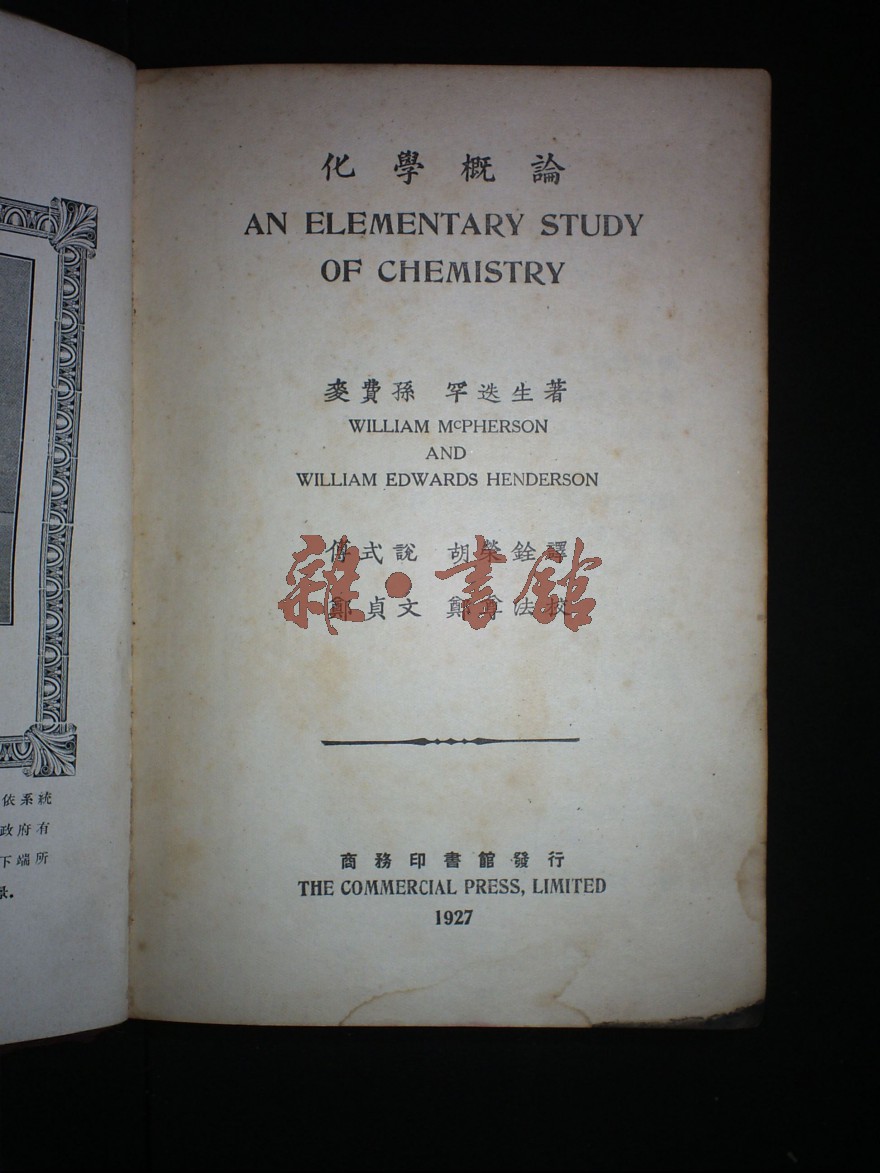 依系統
政府有
下端所
景.
化學概論
AN ELEMENTARY STUDY
OF CHEMISTRY
麥費孫 罕迭生著
WILLIAM McPHERSON
AND
WILLIAM EDWARDS HENDERSON
傅式說 胡榮銓譯
鄭貞文 鄭尊法校
雜·書館
商務印書館發行
THE COMMERCIAL PRESS, LIMITED
1927